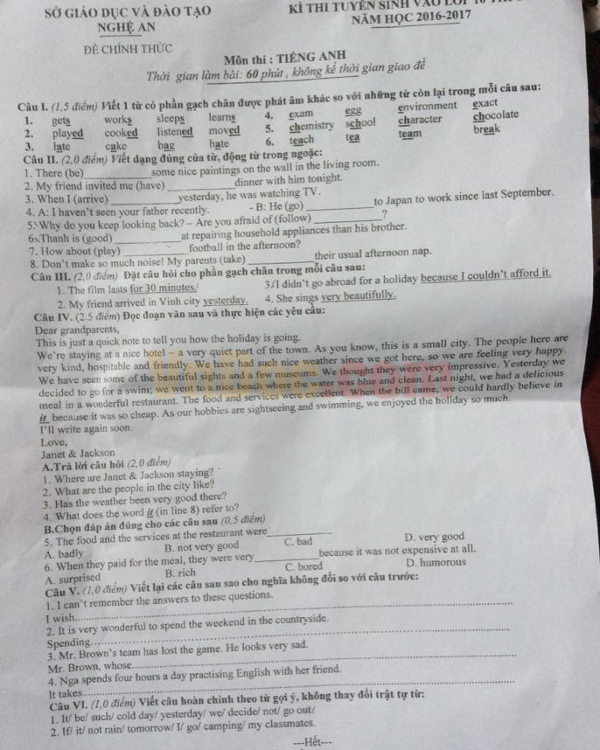 SỞ GIÁO DỤC VÀ ĐÀO TẠO
NGHỆ AN
KÌ THI TUYỂN SINH VÀO LỚP 10
NĂM HỌC 2016-2017
ĐỀ CHÍNH THỨC
Môn thi : TIẾNG ANH
Thời gian làm bài: 60 phút , không kể thời gian giao đề
Câu I. (1,5 điểm) Viết 1 từ có phần gạch chân được phát âm khác so với những từ còn lại trong mỗi câu sau:
1. gets works sleeps learns 4. exam egg environment exact
2. played cooked listened moved 5. chemistry school character chocolate
3. late cake bag hate 6. teach tea team break
Câu II. (2,0 điểm) Viết dạng đúng của từ, động từ trong ngoặc:
1. There (be)__________ some nice paintings on the wall in the living room.
2. My friend invited me (have) __________ dinner with him tonight.
3. When I (arrive) __________yesterday, he was watching TV.
4. A: I haven't seen your father recently. - B: He (go) __________ to Japan to work since last September.
5. Why do you keep looking back? – Are you afraid of (follow) __________?
6. Thanh is (good) __________ at repairing household appliances than his brother.
7. How about (play) __________ football in the afternoon?
8. Don't make so much noise! My parents (take) __________ their usual afternoon nap.
Câu III. (2,0 điểm) Đặt câu hỏi cho phần gạch chân trong mỗi câu sau:
1. The film lasts for 30 minutes. 3. I didn't go abroad for a holiday because I couldn't afford it.
2. My friend arrived in Vinh city yesterday. 4. She sings very beautifully.
Câu IV. (2.5 điểm) Đọc đoạn văn sau và thực hiện các yêu cầu:
Dear grandparents,
This is just a quick note to tell you how the holiday is going.
We're staying at a nice hotel – a very quiet part of the town. As you know, this is a small city. The people here are
very kind, hospitable and friendly. We have had such nice weather since we got here, so we are feeling very happy.
We have seen some of the beautiful sights and a few museums. We thought they were very impressive. Yesterday we
decided to go for a swim; we went to a nice beach where the water was blue and clean. Last night, we had a delicious
meal in a wonderful restaurant. The food and services were excellent. When the bill came, we could hardly believe in
it because it was so cheap. As our hobbies are sightseeing and swimming, we enjoyed the holiday so much.
I'll write again soon.
Love,
Janet & Jackson
A.Trả lời câu hỏi (2,0 điểm)
1. Where are Janet & Jackson staying?
2. What are the people in the city like?
3. Has the weather been very good there?
4. What does the word it (in line 8) refer to?
B.Chọn đáp án đúng cho các câu sau (0,5 điểm)
5. The food and the services at the restaurant were__________
A. badly B. not very good C. bad D. very good
6. When they paid for the meal, they were very__________ because it was not expensive at all.
A. surprised B. rich C. bored D. humorous
Câu V. (1,0 điểm) Viết lại các câu sau sao cho nghĩa không đổi so với câu trước:
1. I can't remember the answers to these questions.
I wish..........
2. It is very wonderful to spend the weekend in the countryside.
Spending..........
3. Mr. Brown's team has lost the game. He looks very sad.
Mr. Brown, whose..........
4. Nga spends four hours a day practising English with her friend.
It takes..........
Câu VI. (1,0 điểm) Viết câu hoàn chỉnh theo từ gợi ý, không thay đổi trật tự từ:
1. It/ be/ such/ cold day/ yesterday/ we/ decide/ not/ go out/
2. If/ it/ not rain/ tomorrow/ I/ go/ camping/ my classmates.
---Hết---